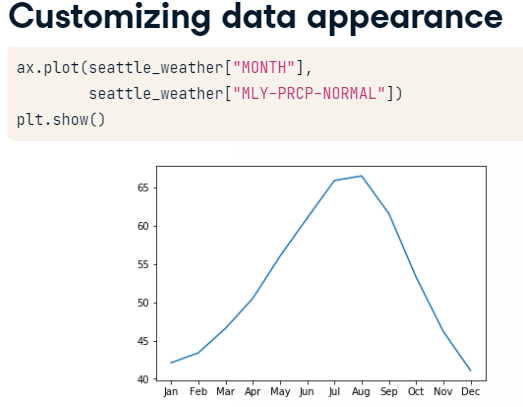 Customizing data appearance
ax.plot(seattle_weather["MONTH"],
        seattle_weather["MLY-PRCP-NORMAL"])
plt.show()
65
60
55
50
45
40
Jan Feb Mar Apr May Jun Jul Aug Sep Oct Nov Dec